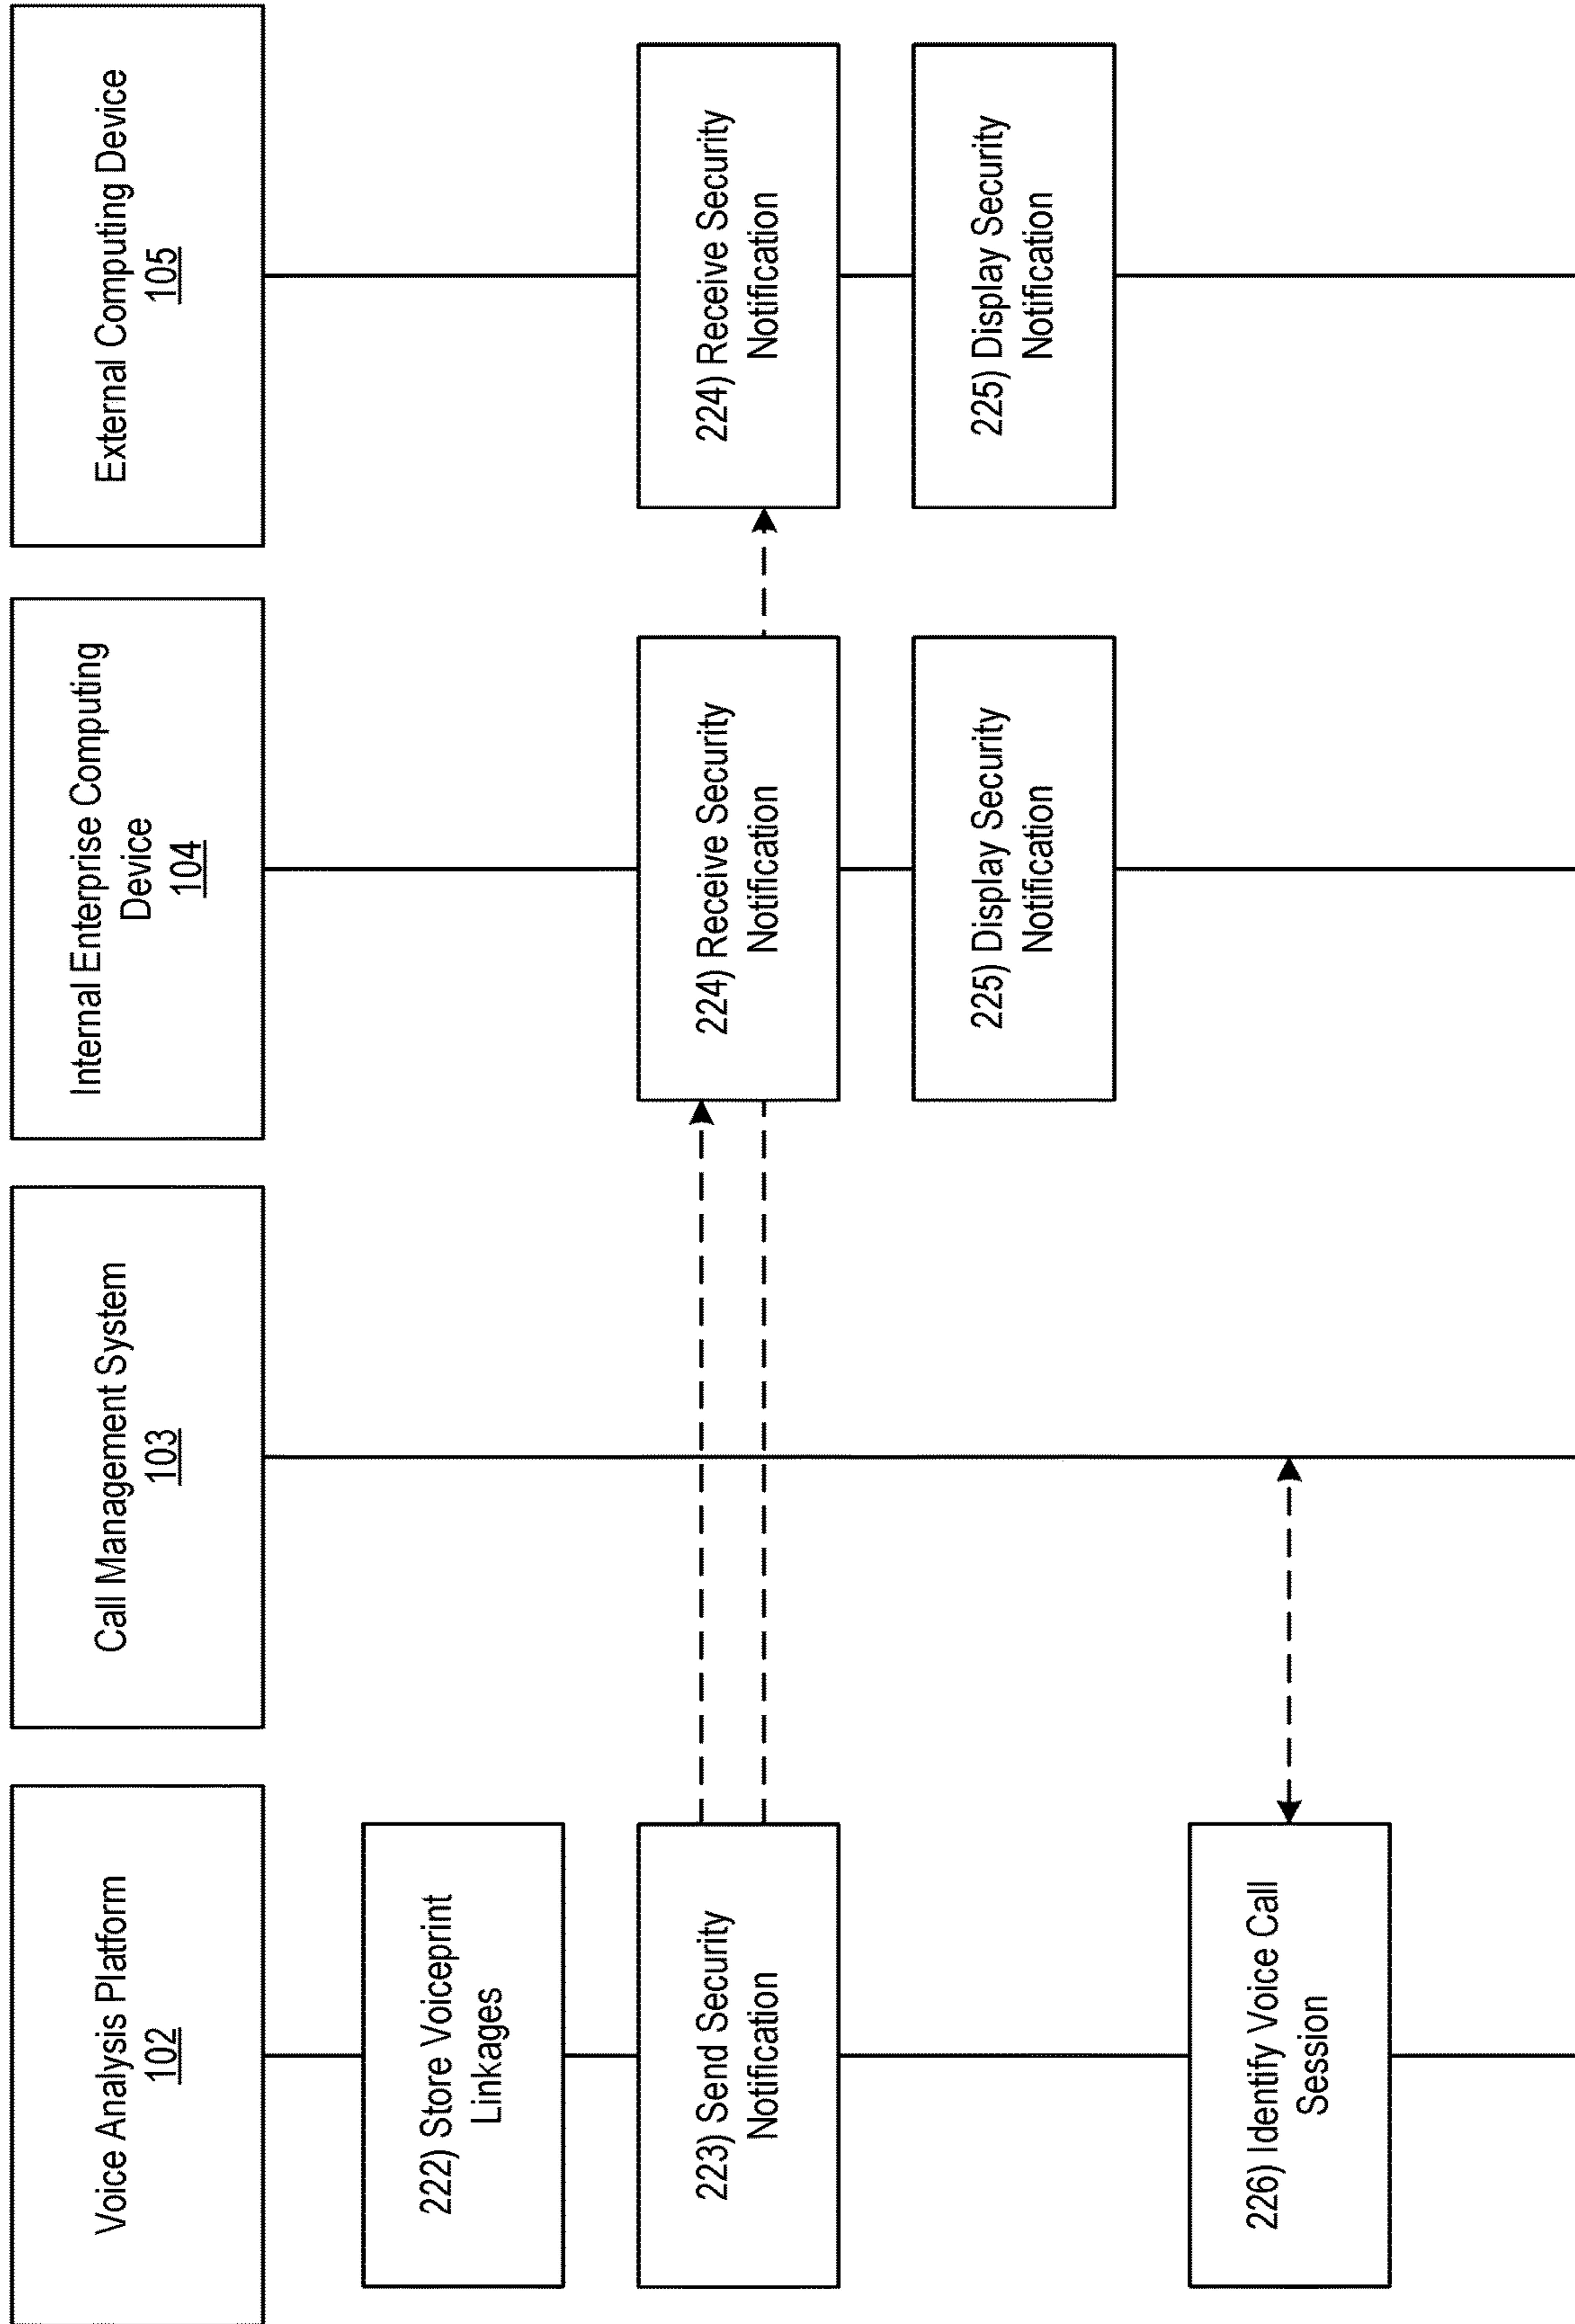 Voice Analysis Platform
102
Call Management System
103
Internal Enterprise Computing
Device
104
External Computing Device
105
222) Store Voiceprint
Linkages
223) Send Security
Notification
224) Receive Security
Notification
224) Receive Security
Notification
225) Display Security
Notification
225) Display Security
Notification
226) Identify Voice Call
Session